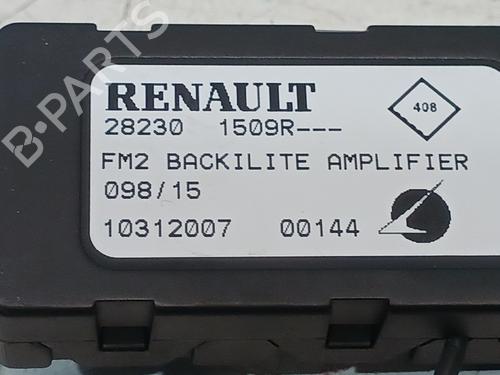 B-PARTS
RENAULT
408
28230 1509R---
FM2 BACKILITE AMPLIFIER
098/15
10312007 00144